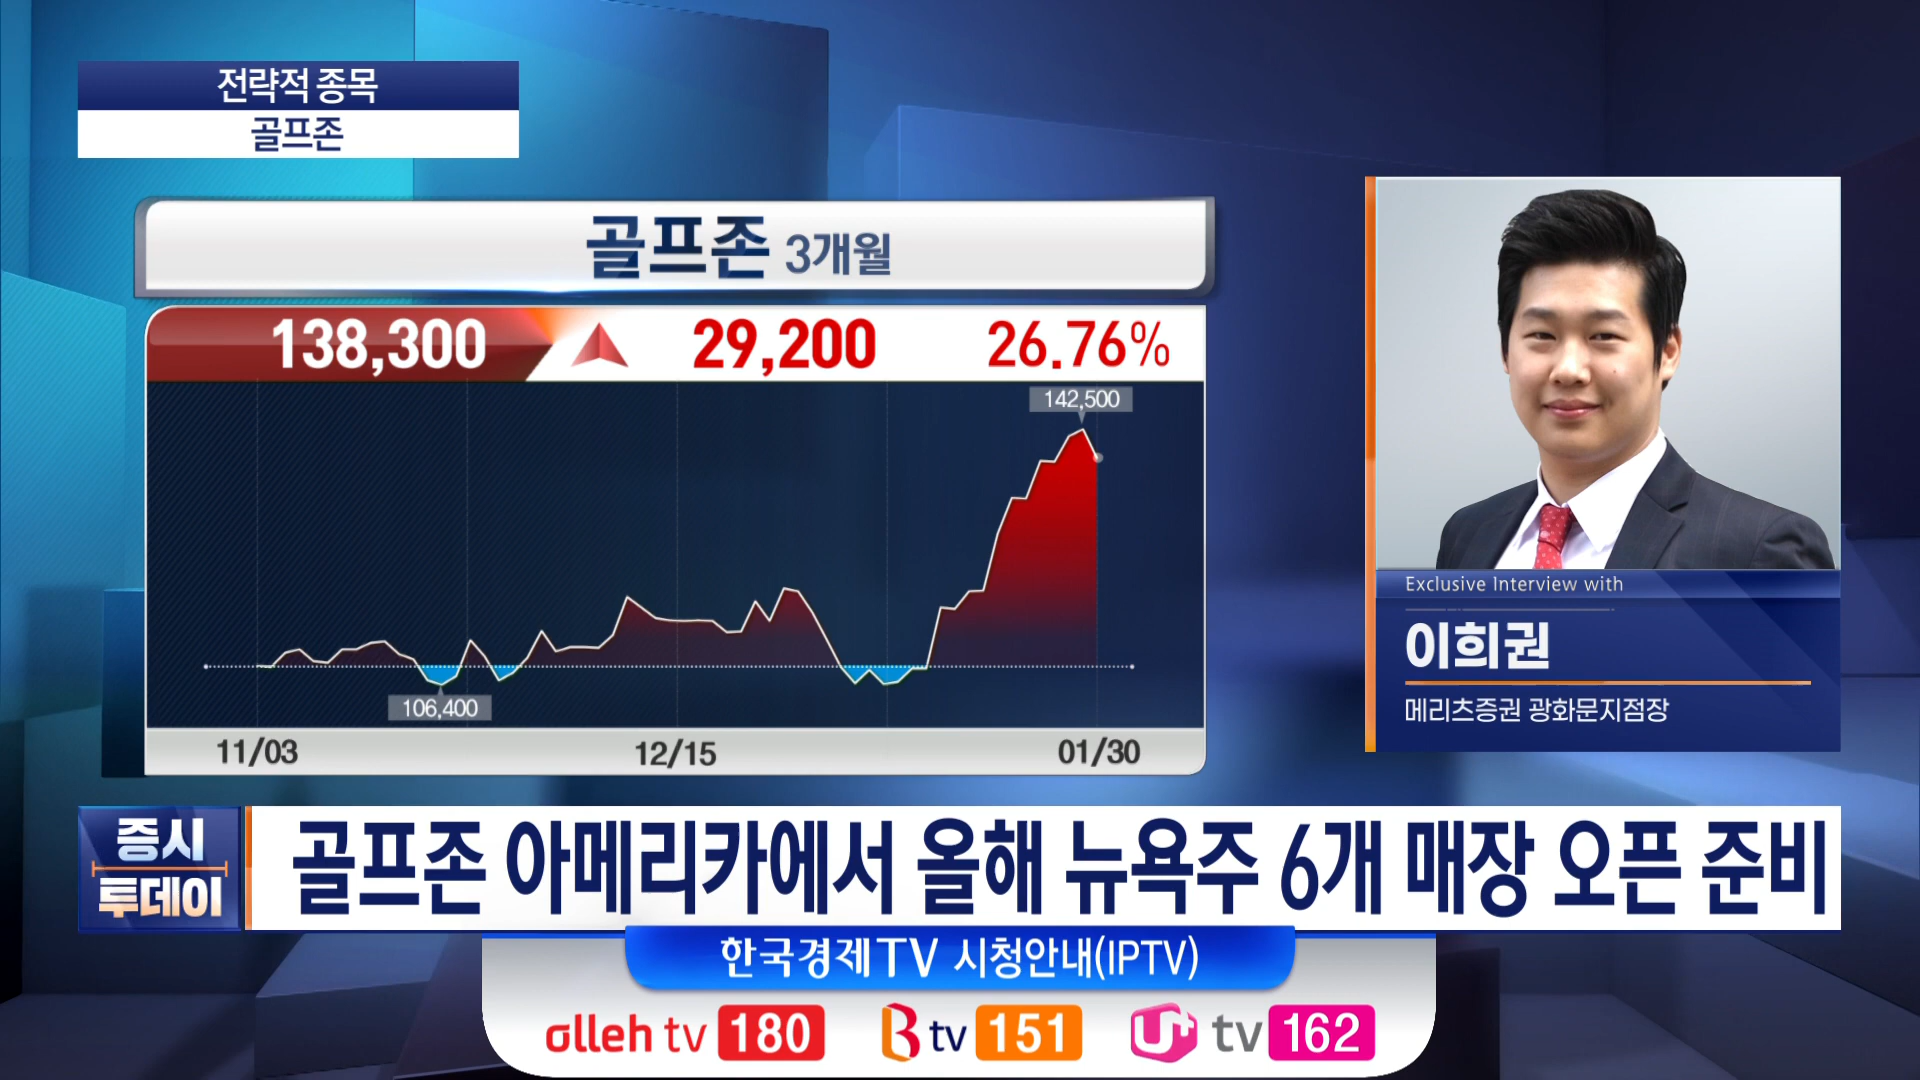 전략적 종목
골프존
골프존 3개월
138,300 29,200 26.76%
142,500
106,400
11/03 12/15 01/30
Exclusive Interview with
이희권
메리츠증권 광화문지점장
증시
투데이
골프존 아메리카에서 올해 뉴욕주 6개 매장 오픈 준비
한국경제TV 시청안내(IPTV)
olleh tv 180 B tv 151 U+ tv 162